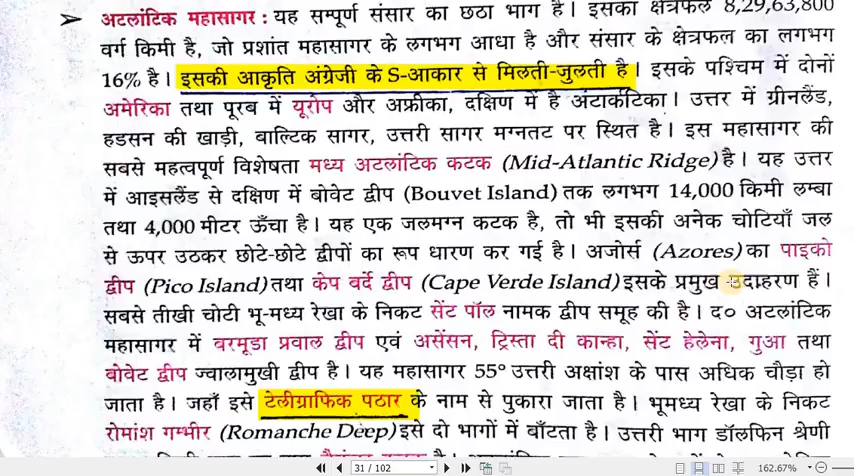 ➢ अटलांटिक महासागर : यह सम्पूर्ण संसार का छठा भाग है। इसका क्षेत्रफल 8,29,63,800
वर्ग किमी है, जो प्रशांत महासागर के लगभग आधा है और संसार के क्षेत्रफल का लगभग
16% है। इसकी आकृति अंग्रेजी के S-आकार से मिलती-जुलती है। इसके पश्चिम में दोनों
अमेरिका तथा पूरब में यूरोप और अफ्रीका, दक्षिण में है अंटार्कटिका। उत्तर में ग्रीनलैंड,
हडसन की खाड़ी, बाल्टिक सागर, उत्तरी सागर मग्नतट पर स्थित है। इस महासागर की
सबसे महत्वपूर्ण विशेषता मध्य अटलांटिक कटक (Mid-Atlantic Ridge) है। यह उत्तर
में आइसलैंड से दक्षिण में बोवेट द्वीप (Bouvet Island) तक लगभग 14,000 किमी लम्बा
तथा 4,000 मीटर ऊँचा है। यह एक जलमग्न कटक है, तो भी इसकी अनेक चोटियाँ जल
से ऊपर उठकर छोटे-छोटे द्वीपों का रूप धारण कर गई है। अजोर्स (Azores) का पाइको
द्वीप (Pico Island) तथा केप वर्दे द्वीप (Cape Verde Island) इसके प्रमुख उदाहरण हैं।
सबसे तीखी चोटी भू-मध्य रेखा के निकट सेंट पॉल नामक द्वीप समूह की है। द० अटलांटिक
महासागर में बरमूडा प्रवाल द्वीप एवं असेंसन, ट्रिस्ता दी कान्हा, सेंट हेलेना, गुआ तथा
बोवेट द्वीप ज्वालामुखी द्वीप है। यह महासागर 55° उत्तरी अक्षांश के पास अधिक चौड़ा हो
जाता है। जहाँ इसे टेलीग्राफिक पठार के नाम से पुकारा जाता है। भूमध्य रेखा के निकट
रोमांश गम्भीर (Romanche Deep) इसे दो भागों में बाँटता है। उत्तरी भाग डॉलफिन श्रेणी
31 / 102
162.67%